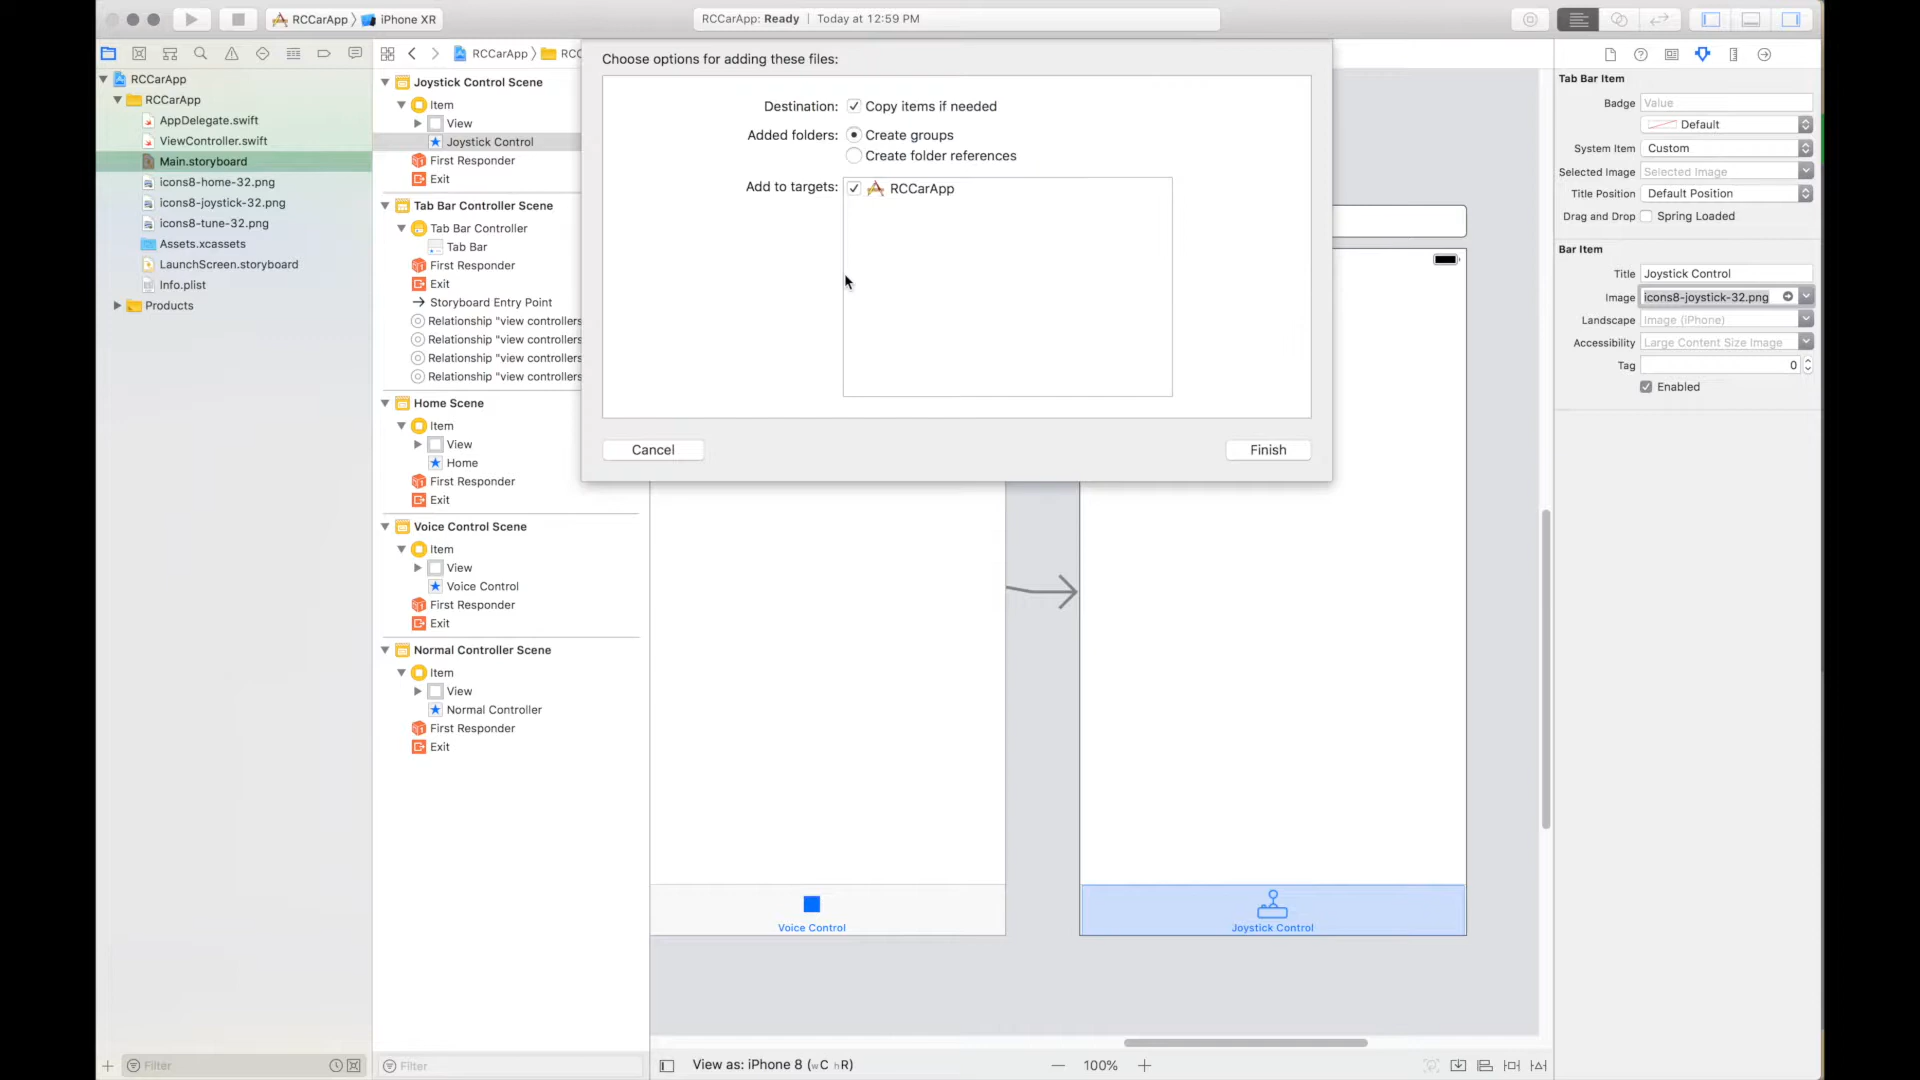 RCCarApp 〉 iPhone XR
RCCarApp: Ready | Today at 12:59 PM
RCCarApp
RCCarApp
AppDelegate.swift
ViewController.swift
Main.storyboard
icons8-home-32.png
icons8-joystick-32.png
icons8-tune-32.png
Assets.xcassets
LaunchScreen.storyboard
Info.plist
Products
Filter
RCCarApp 〉 RCC
Joystick Control Scene
Item
View
Joystick Control
First Responder
Exit
Tab Bar Controller Scene
Tab Bar Controller
Tab Bar
First Responder
Exit
Storyboard Entry Point
Relationship "view controllers
Relationship "view controllers
Relationship "view controllers
Relationship "view controllers
Home Scene
Item
View
Home
First Responder
Exit
Voice Control Scene
Item
View
Voice Control
First Responder
Exit
Normal Controller Scene
Item
View
Normal Controller
First Responder
Exit
Filter
Choose options for adding these files:
Destination: Copy items if needed
Added folders: Create groups
Create folder references
Add to targets: RCCarApp
Cancel Finish
Voice Control
Joystick Control
View as: iPhone 8 (wC hR)
100%
Tab Bar Item
Badge Value
Default
System Item Custom
Selected Image Selected Image
Title Position Default Position
Drag and Drop Spring Loaded
Bar Item
Title Joystick Control
Image icons8-joystick-32.png
Landscape Image (iPhone)
Accessibility Large Content Size Image
Tag 0
Enabled